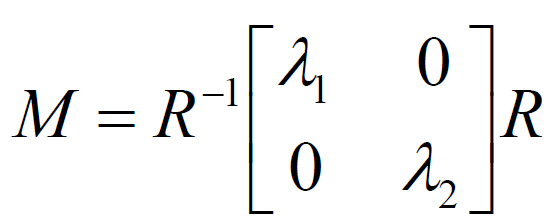 M = R⁻¹ [ λ₁ 0
0 λ₂ ] R